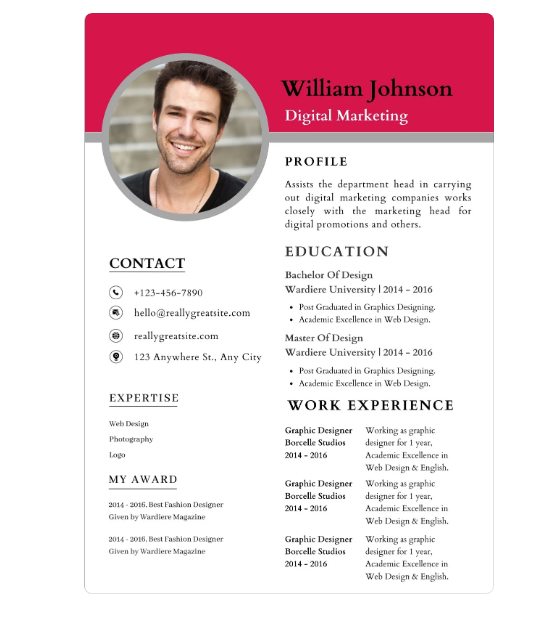 William Johnson
Digital Marketing
PROFILE
Assists the department head in carrying
out digital marketing companies works
closely with the marketing head for
digital promotions and others.
CONTACT
+123-456-7890
hello@reallygreatsite.com
reallygreatsite.com
123 Anywhere St., Any City
EXPERTISE
Web Design
Photography
Logo
MY AWARD
2014 - 2016, Best Fashion Designer
Given by Wardiere Magazine
2014 - 2016, Best Fashion Designer
Given by Wardiere Magazine
EDUCATION
Bachelor Of Design
Wardiere University | 2014 - 2016
• Post Graduated in Graphics Designing,
• Academic Excellence in Web Design.
Master Of Design
Wardiere University | 2014 - 2016
• Post Graduated in Graphics Designing,
• Academic Excellence in Web Design.
WORK EXPERIENCE
Graphic Designer
Borcelle Studios
2014 - 2016
Working as graphic
designer for 1 year,
Academic Excellence in
Web Design & English.
Graphic Designer
Borcelle Studios
2014 - 2016
Working as graphic
designer for 1 year,
Academic Excellence in
Web Design & English.
Graphic Designer
Borcelle Studios
2014 - 2016
Working as graphic
designer for 1 year,
Academic Excellence in
Web Design & English.